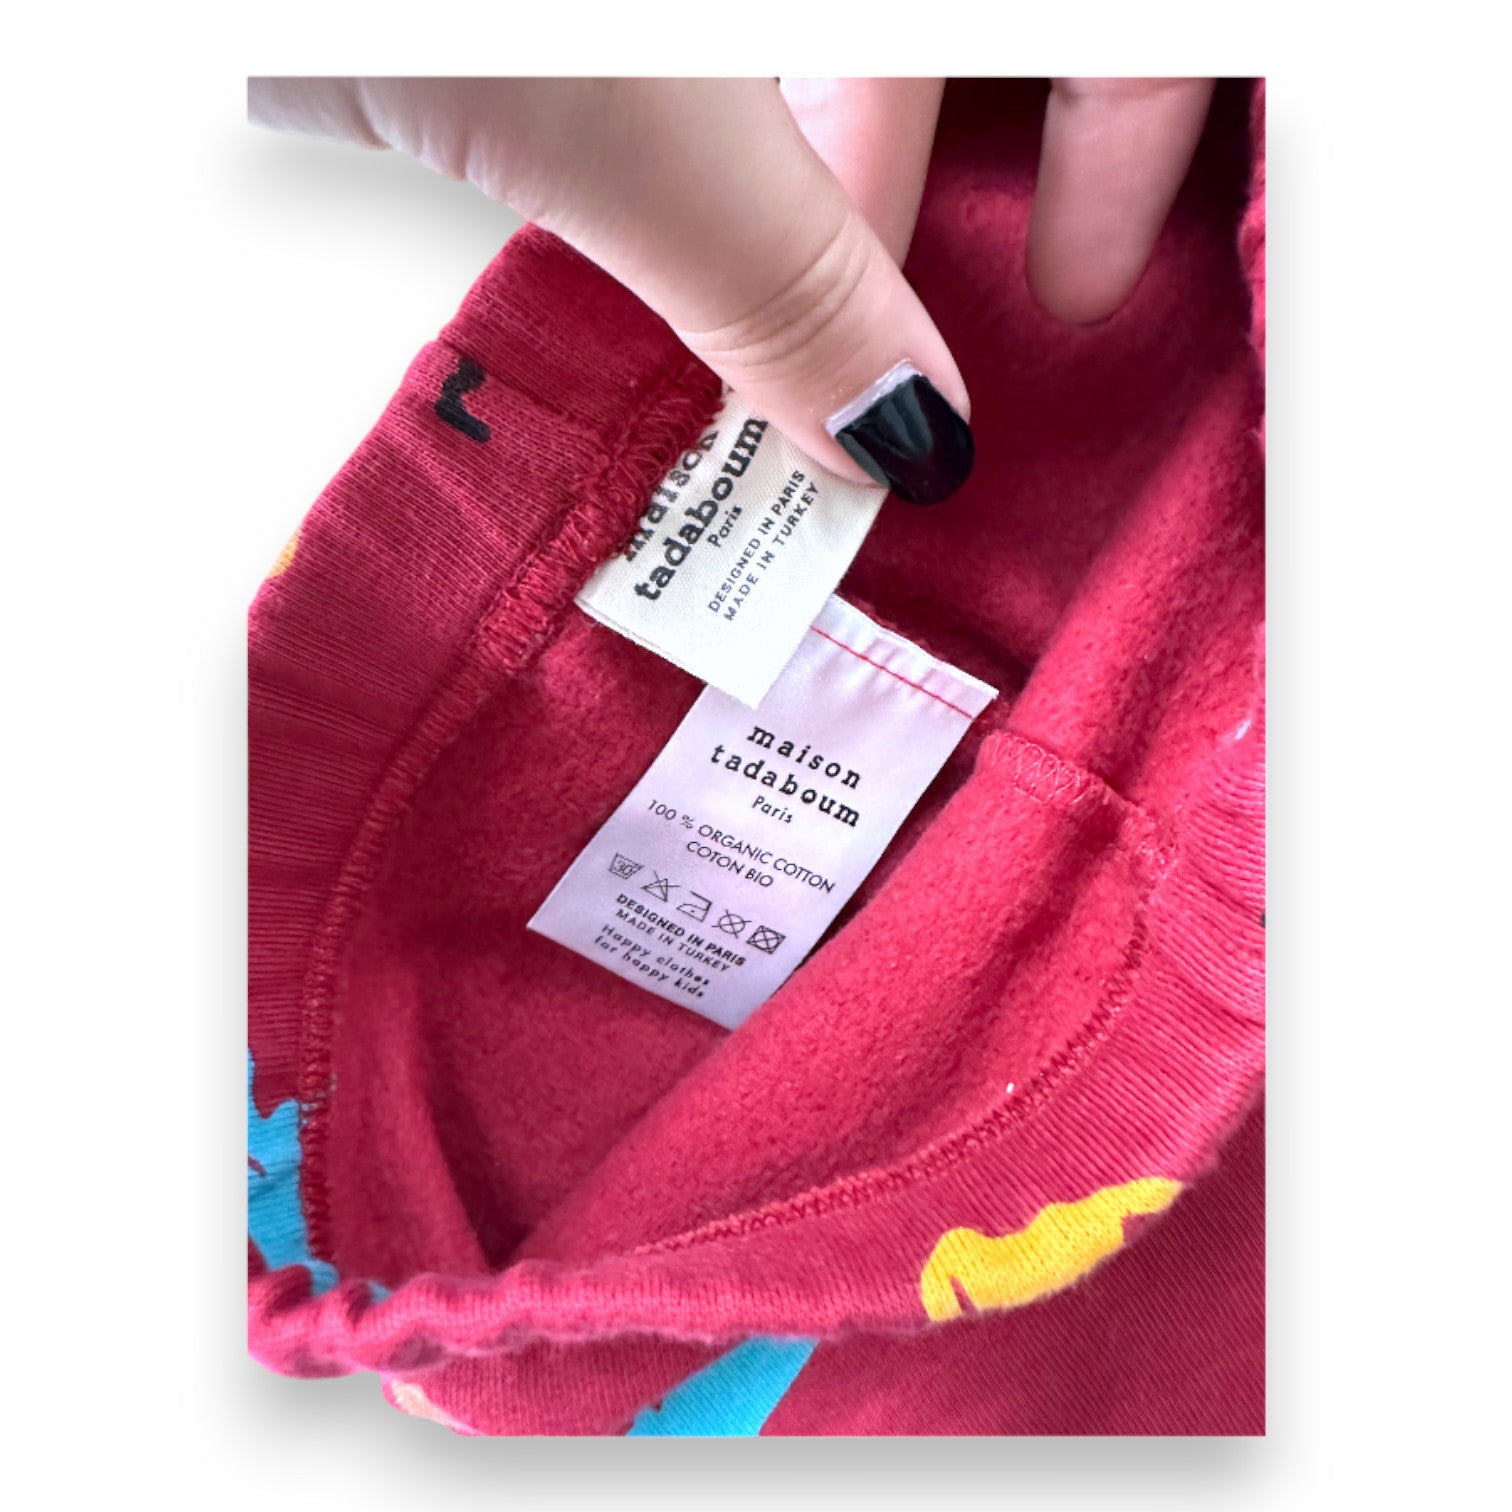 maison
tadaboum
Paris
DESIGNED IN PARIS
MADE IN TURKEY
maison
tadaboum
Paris
100 % ORGANIC COTTON
COTON BIO
30°
DESIGNED IN PARIS
MADE IN TURKEY
Happy clothes
for happy kids